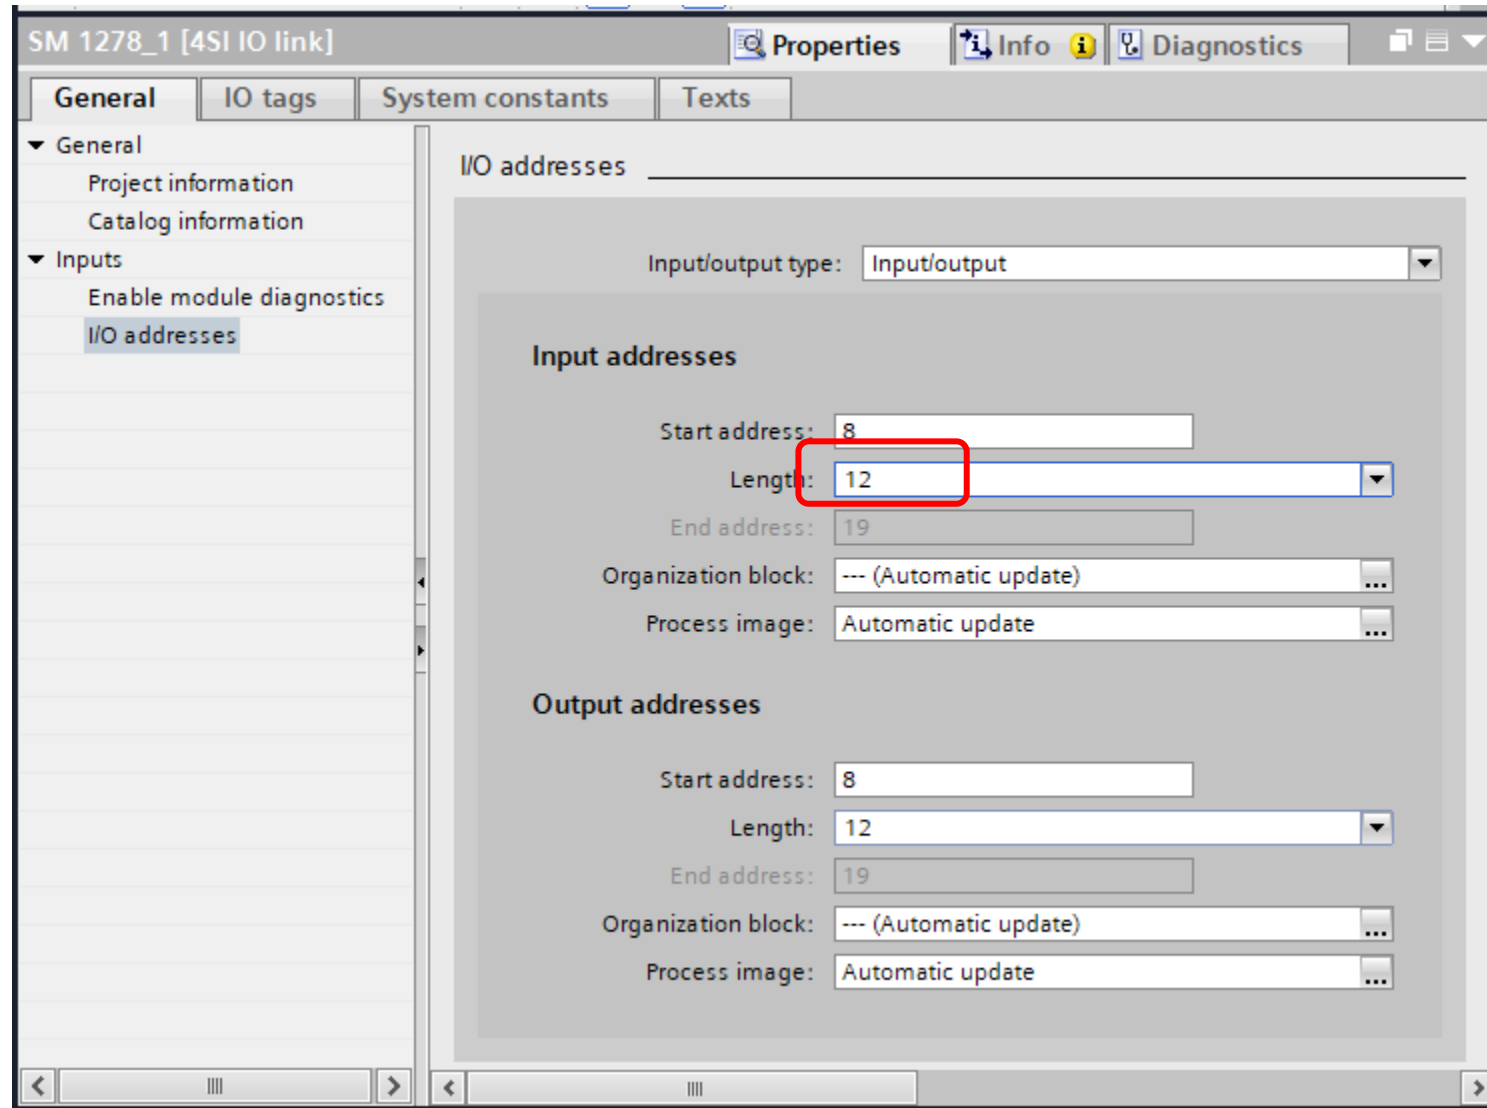 SM 1278_1 [4SI IO link]
Properties
Info
Diagnostics
General
IO tags
System constants
Texts
General
Project information
Catalog information
Inputs
Enable module diagnostics
I/O addresses
I/O addresses
Input/output type: Input/output
Input addresses
Start address: 8
Length: 12
End address: 19
Organization block: --- (Automatic update)
Process image: Automatic update
Output addresses
Start address: 8
Length: 12
End address: 19
Organization block: --- (Automatic update)
Process image: Automatic update